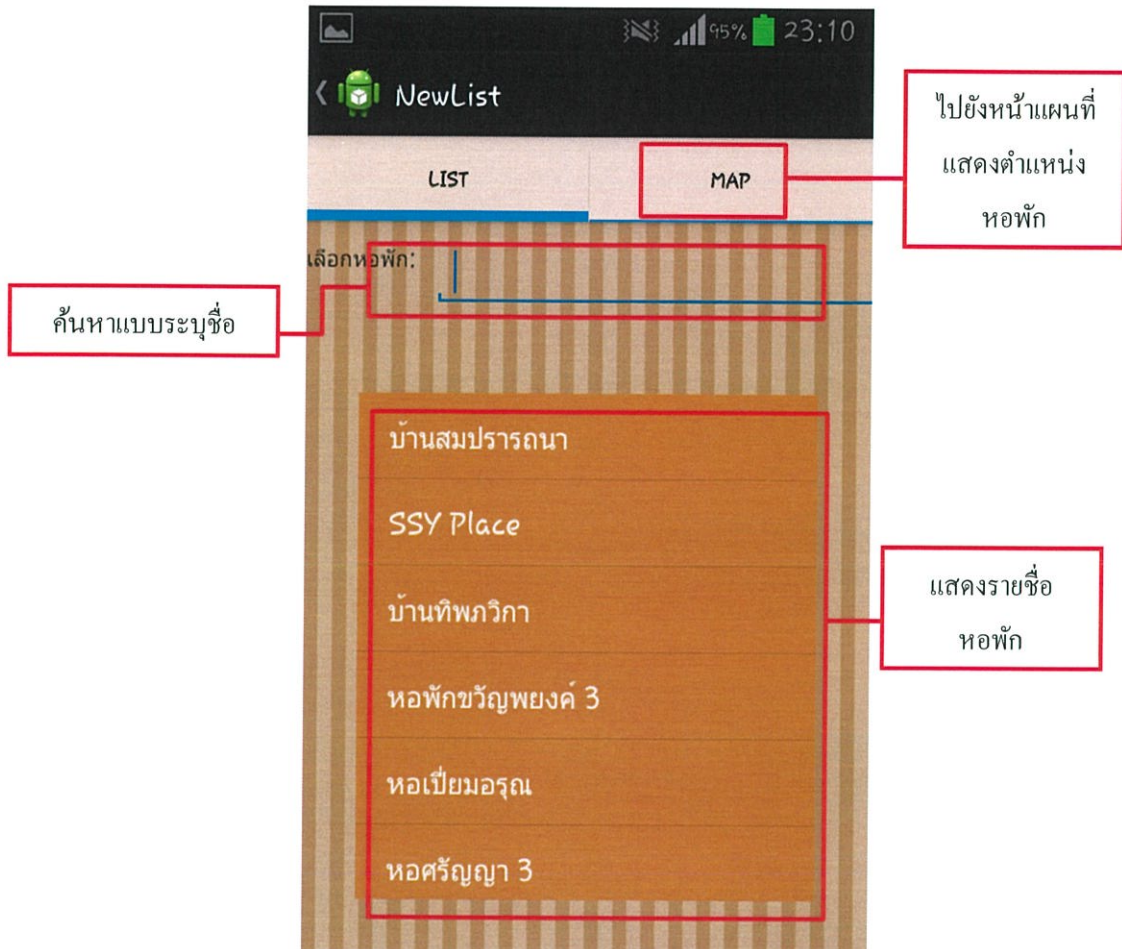 95% 23:10
NewList
LIST MAP
ไปยังหน้าแผนที่
แสดงตำแหน่ง
หอพัก
เลือกหอพัก:
ค้นหาแบบระบุชื่อ
บ้านสมปรารถนา
SSY Place
บ้านทิพภวิกา
หอพักขวัญพยงค์ 3
หอเปี่ยมอรุณ
หอศรัญญา 3
แสดงรายชื่อ
หอพัก